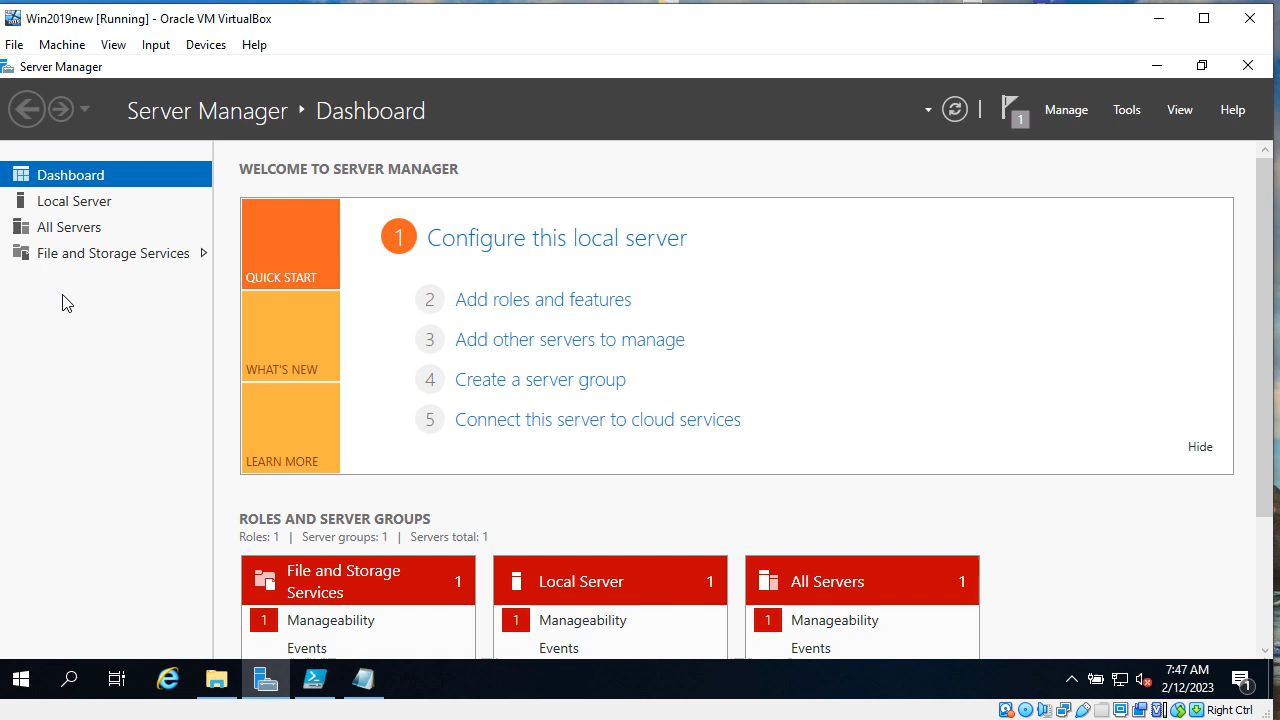 Win2019new [Running] - Oracle VM VirtualBox
File Machine View Input Devices Help
Server Manager
Server Manager Dashboard
1 Manage Tools View Help
Dashboard
Local Server
All Servers
File and Storage Services
WELCOME TO SERVER MANAGER
QUICK START
WHAT'S NEW
LEARN MORE
1 Configure this local server
2 Add roles and features
3 Add other servers to manage
4 Create a server group
5 Connect this server to cloud services
Hide
ROLES AND SERVER GROUPS
Roles: 1 | Server groups: 1 | Servers total: 1
File and Storage
Services 1
1 Manageability
Events
Local Server 1
1 Manageability
Events
All Servers 1
1 Manageability
Events
7:47 AM
2/12/2023
1
Right Ctrl